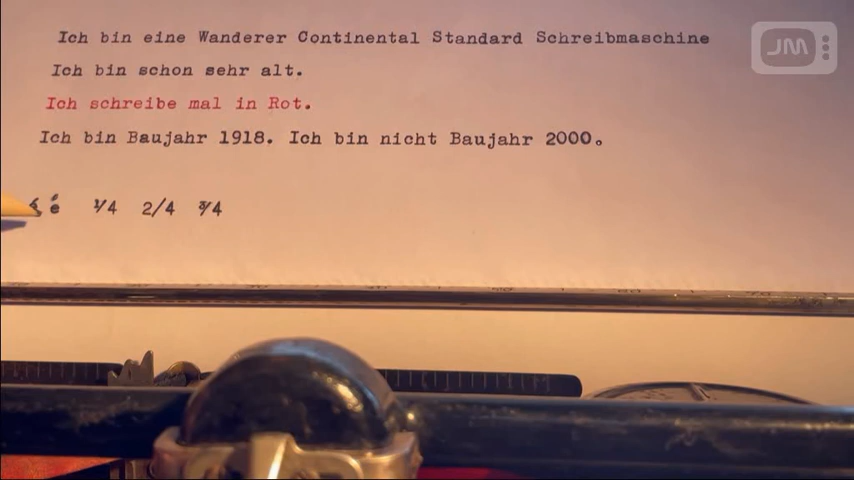 JM
Ich bin eine Wanderer Continental Standard Schreibmaschine
Ich bin schon sehr alt.
Ich schreibe mal in Rot.
Ich bin Baujahr 1918. Ich bin nicht Baujahr 2000.
é ¼ 2/4 ¾